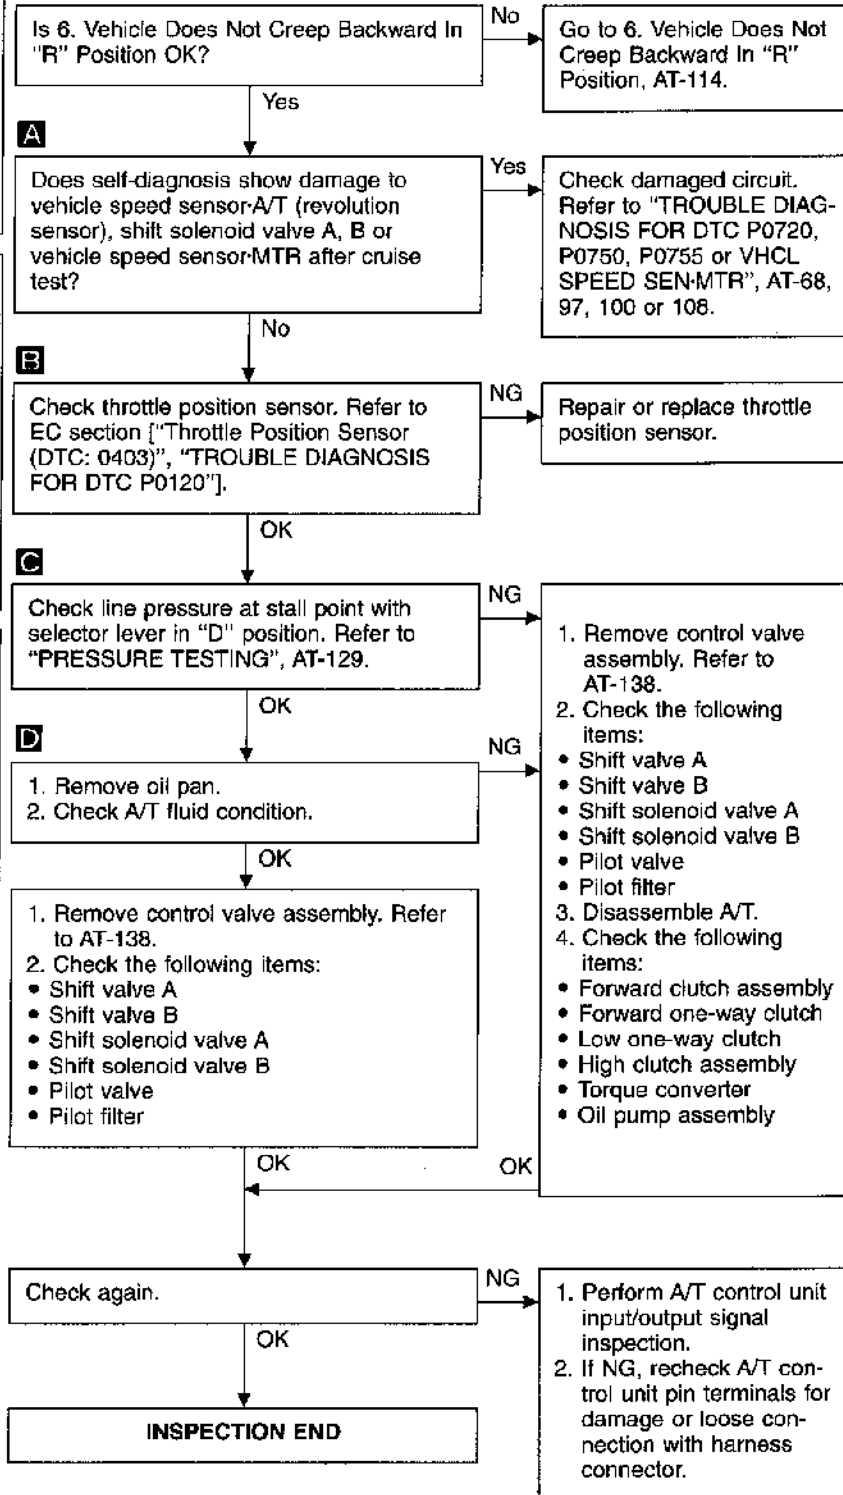 Is 6. Vehicle Does Not Creep Backward In
"R" Position OK?
No
Go to 6. Vehicle Does Not
Creep Backward In "R"
Position, AT-114.
Yes
A
Does self-diagnosis show damage to
vehicle speed sensor·A/T (revolution
sensor), shift solenoid valve A, B or
vehicle speed sensor·MTR after cruise
test?
Yes
Check damaged circuit.
Refer to "TROUBLE DIAG-
NOSIS FOR DTC P0720,
P0750, P0755 or VHCL
SPEED SEN·MTR", AT-68,
97, 100 or 108.
No
B
Check throttle position sensor. Refer to
EC section ["Throttle Position Sensor
(DTC: 0403)", "TROUBLE DIAGNOSIS
FOR DTC P0120"].
NG
Repair or replace throttle
position sensor.
OK
C
Check line pressure at stall point with
selector lever in "D" position. Refer to
"PRESSURE TESTING", AT-129.
NG
1. Remove control valve
assembly. Refer to
AT-138.
2. Check the following
items:
• Shift valve A
• Shift valve B
• Shift solenoid valve A
• Shift solenoid valve B
• Pilot valve
• Pilot filter
3. Disassemble A/T.
4. Check the following
items:
• Forward clutch assembly
• Forward one-way clutch
• Low one-way clutch
• High clutch assembly
• Torque converter
• Oil pump assembly
OK
D
1. Remove oil pan.
2. Check A/T fluid condition.
NG
OK
1. Remove control valve assembly. Refer
to AT-138.
2. Check the following items:
• Shift valve A
• Shift valve B
• Shift solenoid valve A
• Shift solenoid valve B
• Pilot valve
• Pilot filter
OK
OK
Check again.
NG
1. Perform A/T control unit
input/output signal
inspection.
2. If NG, recheck A/T con-
trol unit pin terminals for
damage or loose con-
nection with harness
connector.
OK
INSPECTION END